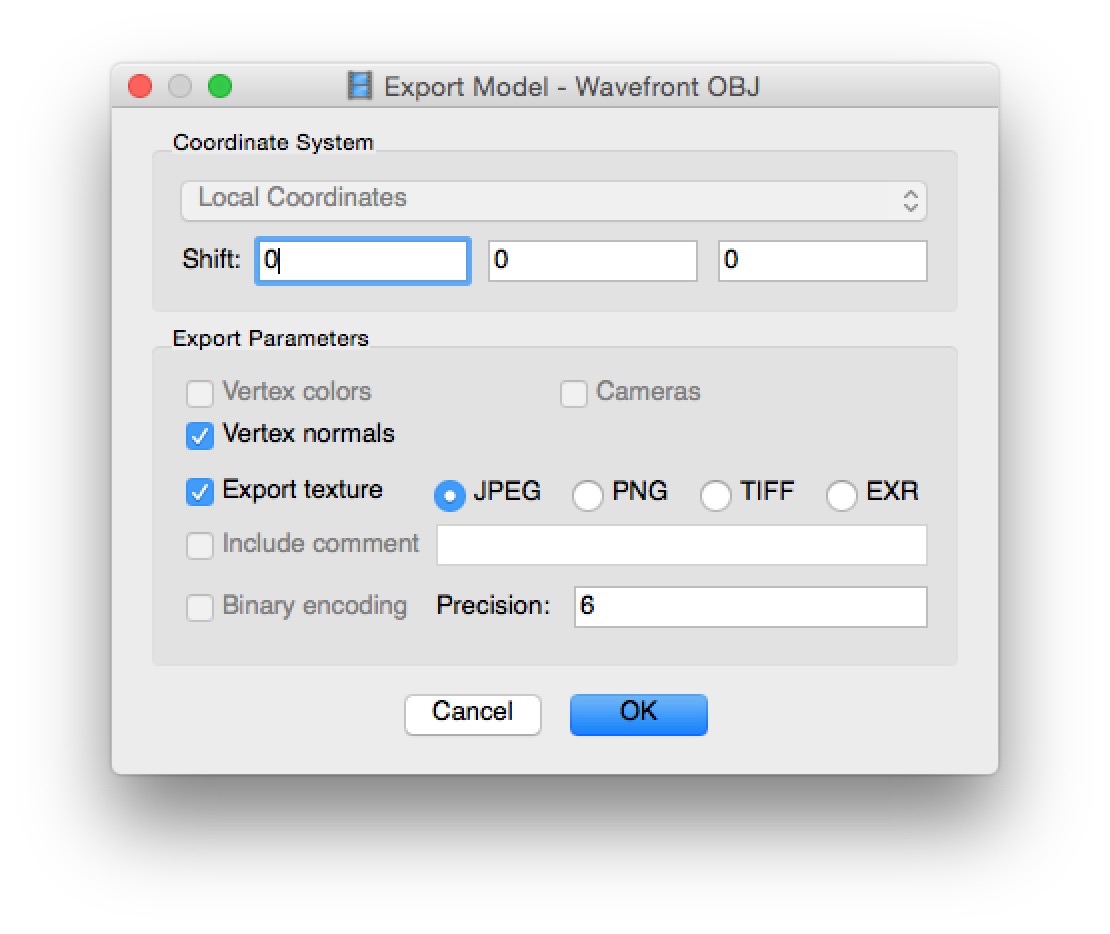 Export Model - Wavefront OBJ
Coordinate System
Local Coordinates
Shift: 0 0 0
Export Parameters
Vertex colors Cameras
Vertex normals
Export texture JPEG PNG TIFF EXR
Include comment
Binary encoding Precision: 6
Cancel OK